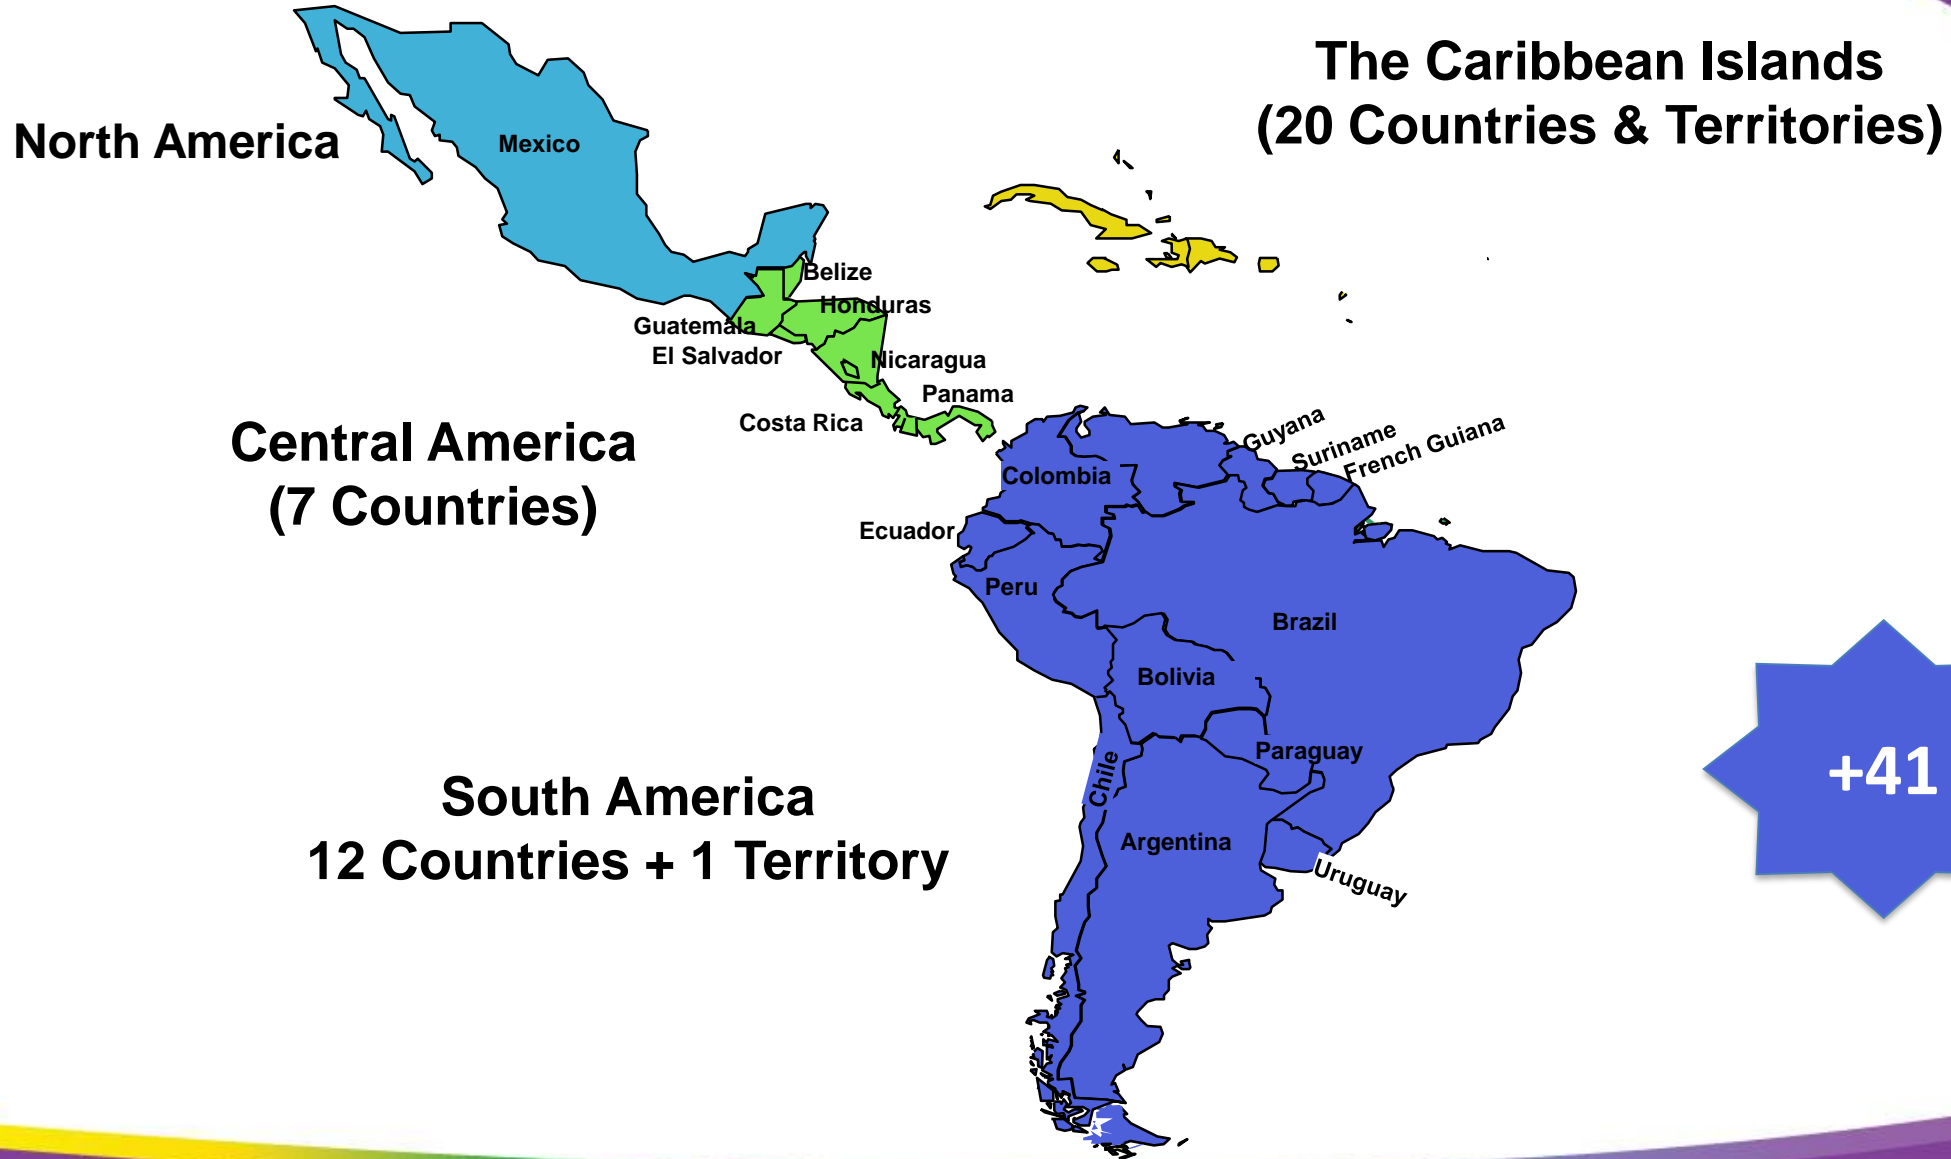 The Caribbean Islands
(20 Countries & Territories)
North America
Mexico
Belize
Honduras
Guatemala
El Salvador
Nicaragua
Panama
Costa Rica
Central America
(7 Countries)
Guyana
Suriname
French Guiana
Colombia
Ecuador
Peru
Brazil
Bolivia
Paraguay
Chile
Argentina
Uruguay
South America
12 Countries + 1 Territory
+41